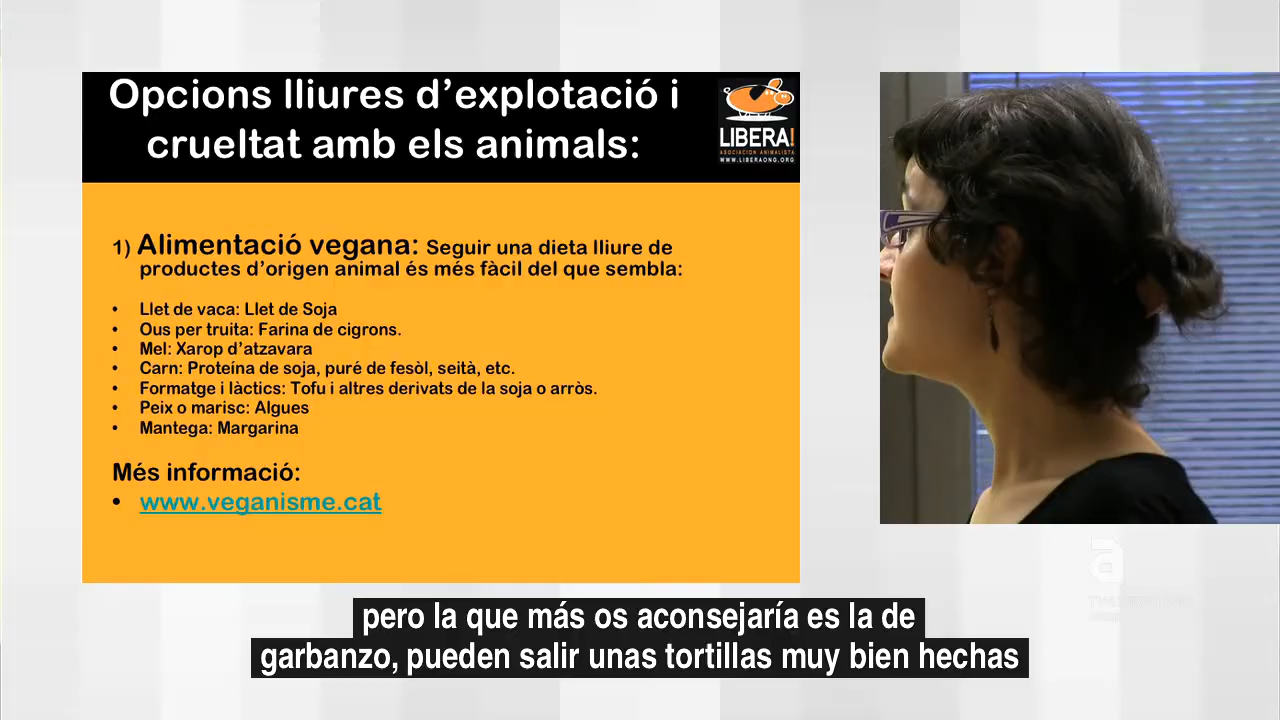 Opcions lliures d’explotació i
crueltat amb els animals:
LIBERA!
ASOCIACIÓN ANIMALISTA
WWW.LIBERAONG.ORG
1) Alimentació vegana: Seguir una dieta lliure de
productes d’origen animal és més fàcil del que sembla:
• Llet de vaca: Llet de Soja
• Ous per truita: Farina de cigrons.
• Mel: Xarop d’atzavara
• Carn: Proteína de soja, puré de fesòl, seità, etc.
• Formatge i làctics: Tofu i altres derivats de la soja o arròs.
• Peix o marisc: Algues
• Mantega: Margarina
Més informació:
• www.veganisme.cat
pero la que más os aconsejaría es la de
garbanzo, pueden salir unas tortillas muy bien hechas